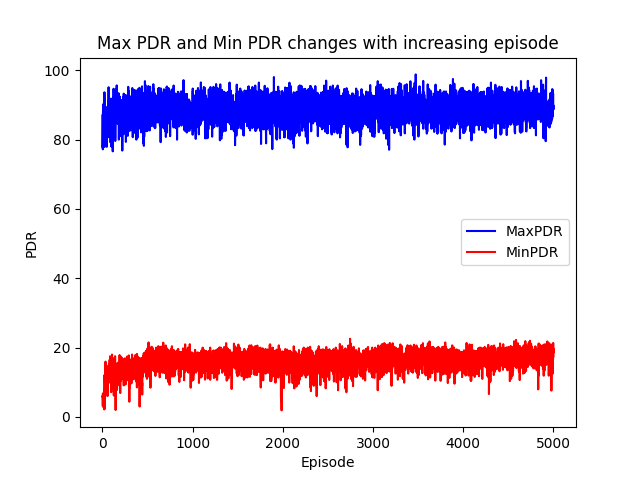 Max PDR and Min PDR changes with increasing episode
100
80
60
40
20
0
PDR
MaxPDR
MinPDR
0 1000 2000 3000 4000 5000
Episode